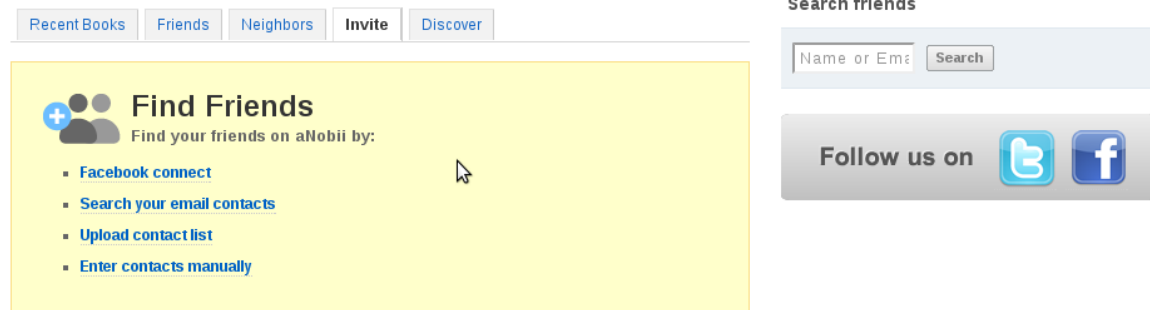 Recent Books Friends Neighbors Invite Discover
Find Friends
Find your friends on aNobii by:
Facebook connect
Search your email contacts
Upload contact list
Enter contacts manually
Search friends
Name or Ema Search
Follow us on